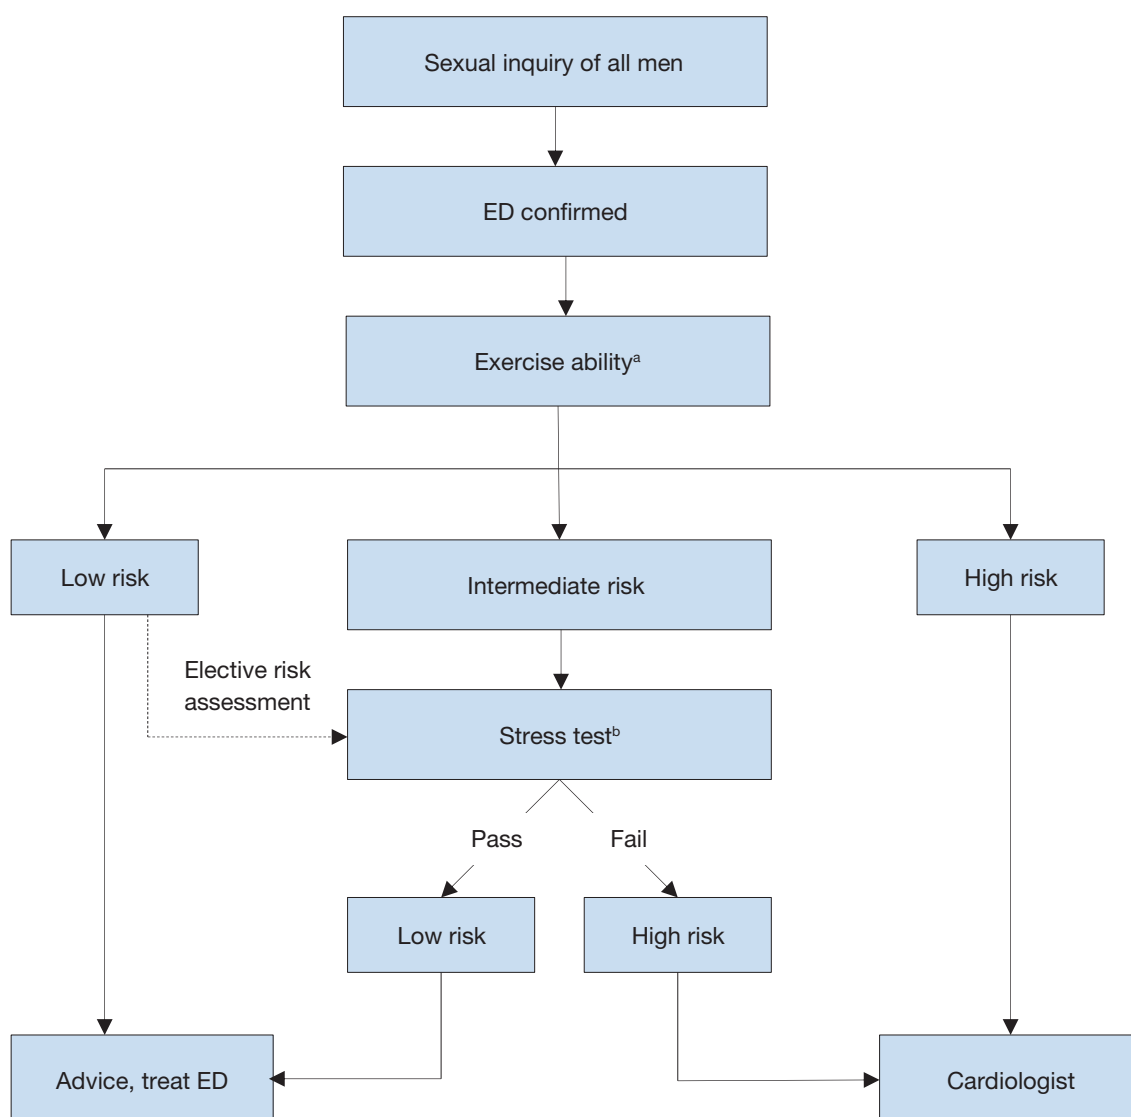 Sexual inquiry of all men
ED confirmed
Exercise abilityᵃ
Low risk
Intermediate risk
High risk
Elective risk
assessment
Stress testᵇ
Pass
Fail
Low risk
High risk
Advice, treat ED
Cardiologist